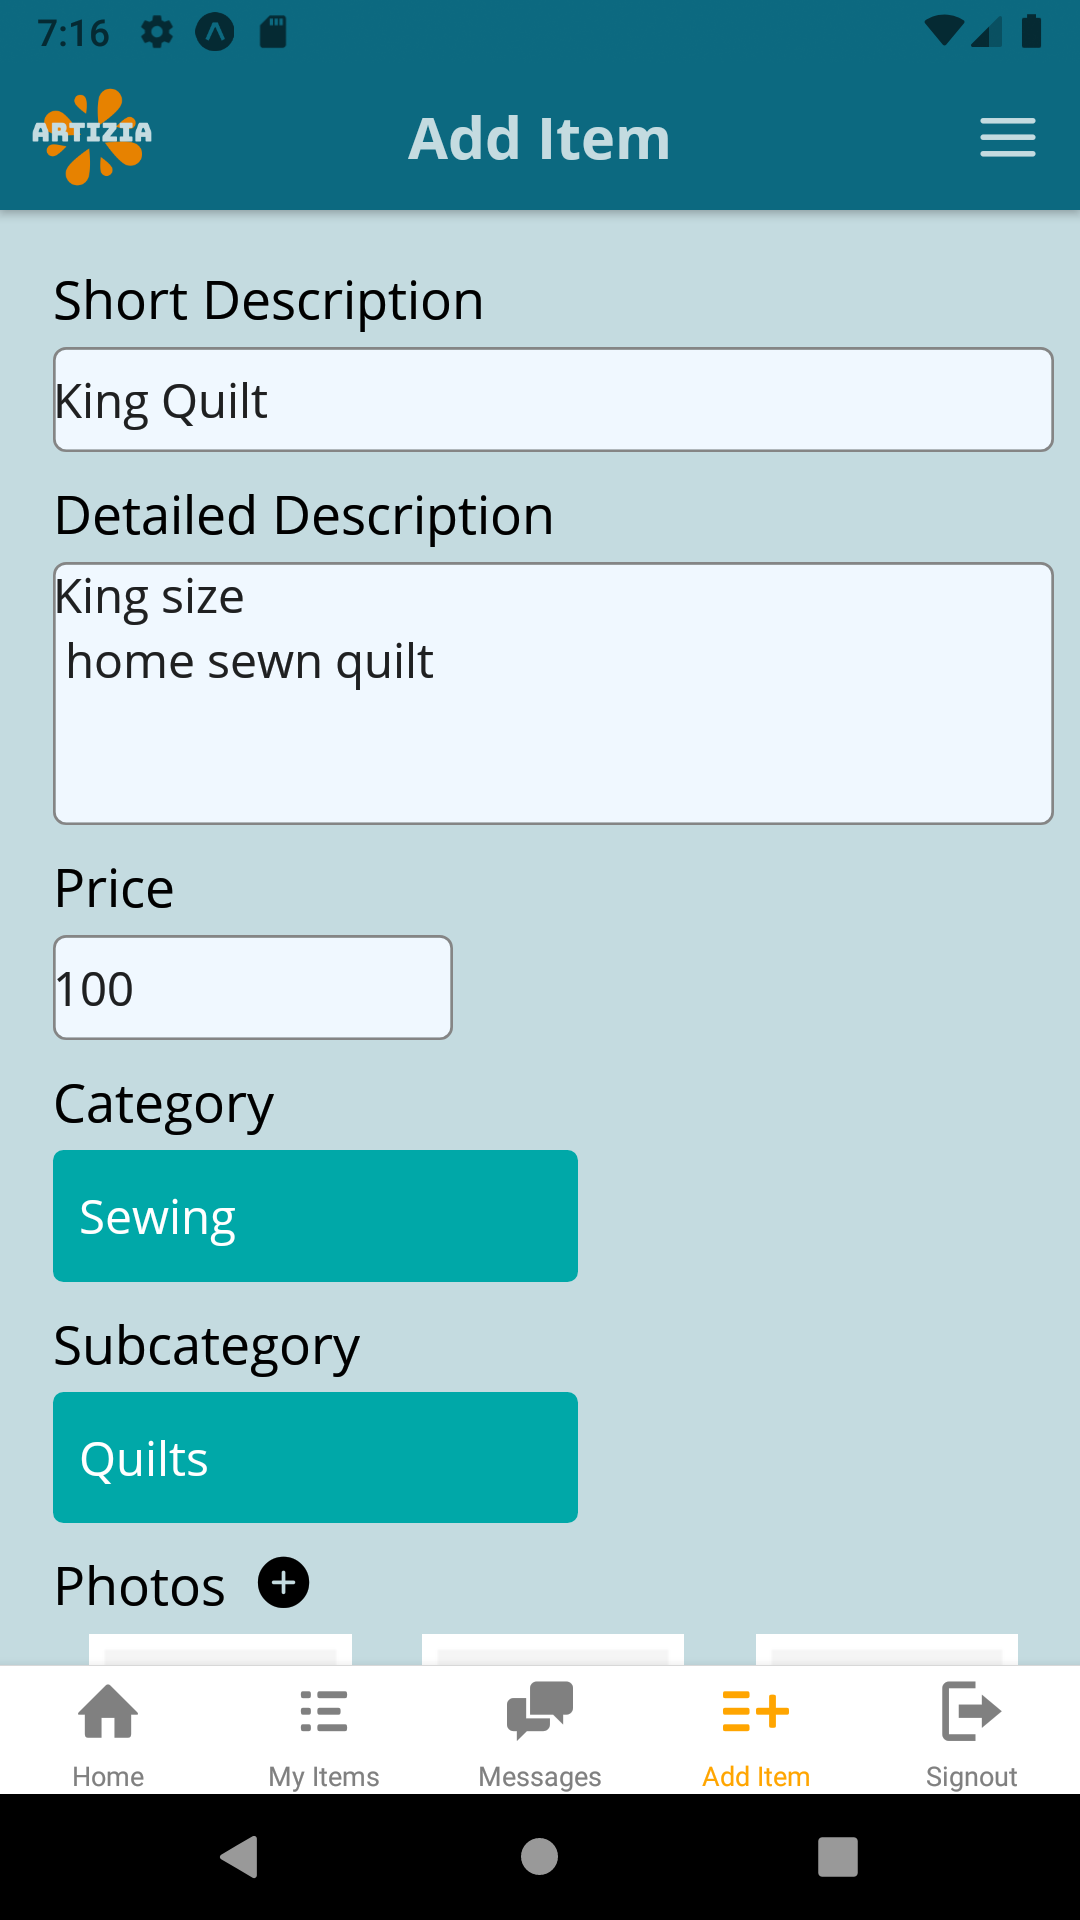 7:16
ARTIZIA
Add Item
Short Description
King Quilt
Detailed Description
King size
home sewn quilt
Price
100
Category
Sewing
Subcategory
Quilts
Photos
Home
My Items
Messages
Add Item
Signout